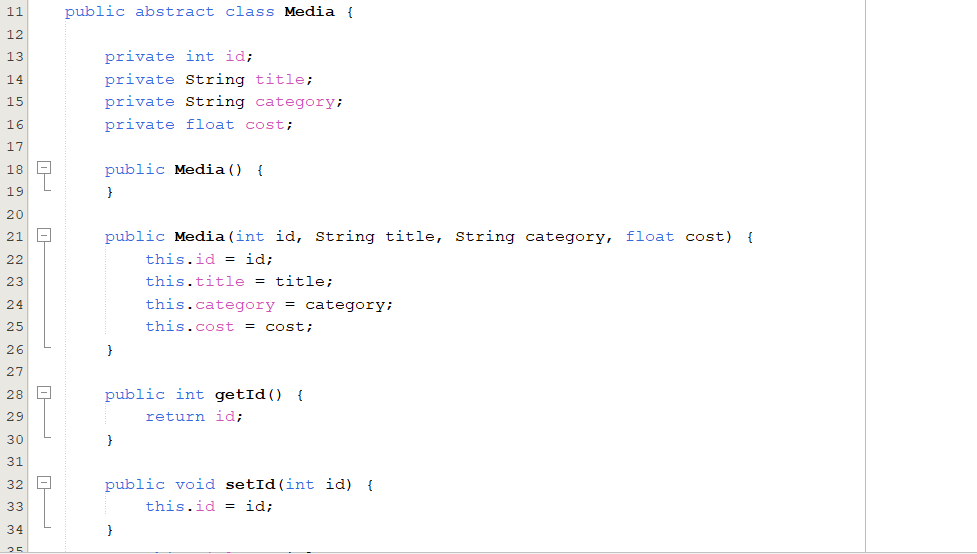 11 public abstract class Media {
12
13 private int id;
14 private String title;
15 private String category;
16 private float cost;
17
18 public Media() {
19 }
20
21 public Media(int id, String title, String category, float cost) {
22 this.id = id;
23 this.title = title;
24 this.category = category;
25 this.cost = cost;
26 }
27
28 public int getId() {
29 return id;
30 }
31
32 public void setId(int id) {
33 this.id = id;
34 }
35